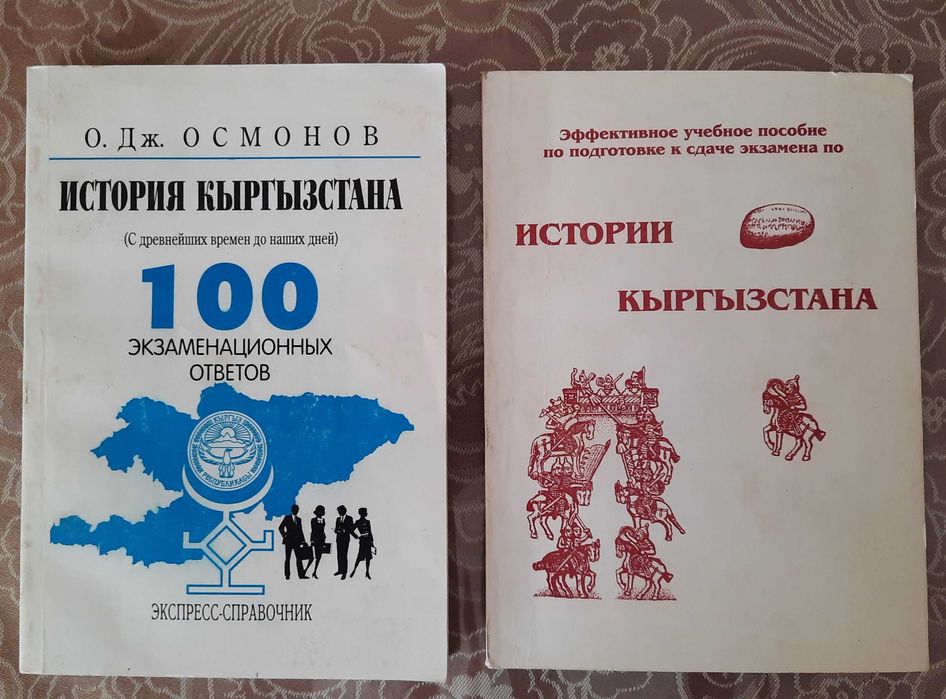 О. Дж. ОСМОНОВ
ИСТОРИЯ КЫРГЫЗСТАНА
(С древнейших времен до наших дней)
100
ЭКЗАМЕНАЦИОННЫХ
ОТВЕТОВ
ЭКСПРЕСС-СПРАВОЧНИК
Эффективное учебное пособие
по подготовке к сдаче экзамена по
ИСТОРИИ
КЫРГЫЗСТАНА